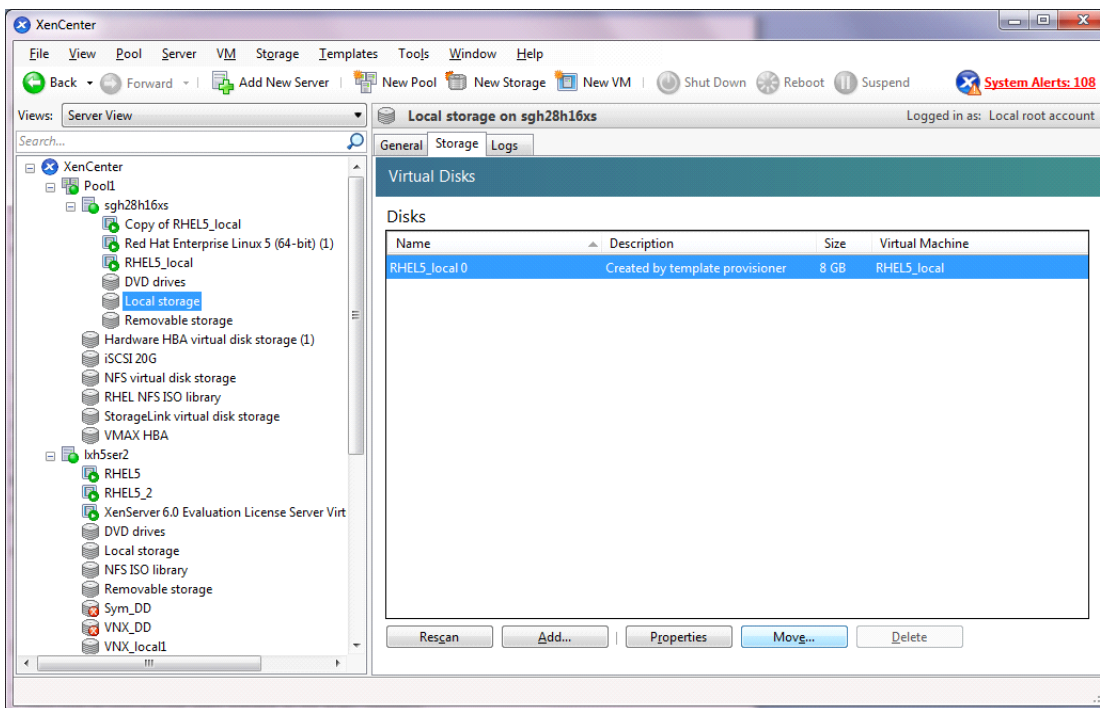 XenCenter
File View Pool Server VM Storage Templates Tools Window Help
Back Forward Add New Server New Pool New Storage New VM Shut Down Reboot Suspend System Alerts: 108
Views: Server View
Local storage on sgh28h16xs Logged in as: Local root account
Search...
General Storage Logs
XenCenter
Pool1
sgh28h16xs
Copy of RHEL5_local
Red Hat Enterprise Linux 5 (64-bit) (1)
RHEL5_local
DVD drives
Local storage
Removable storage
Hardware HBA virtual disk storage (1)
iSCSI 20G
NFS virtual disk storage
RHEL NFS ISO library
StorageLink virtual disk storage
VMAX HBA
lxh5ser2
RHEL5
RHEL5_2
XenServer 6.0 Evaluation License Server Virt
DVD drives
Local storage
NFS ISO library
Removable storage
Sym_DD
VNX_DD
VNX_local1
Virtual Disks
Disks
Name Description Size Virtual Machine
RHEL5_local 0 Created by template provisioner 8 GB RHEL5_local
Rescan Add... Properties Move... Delete